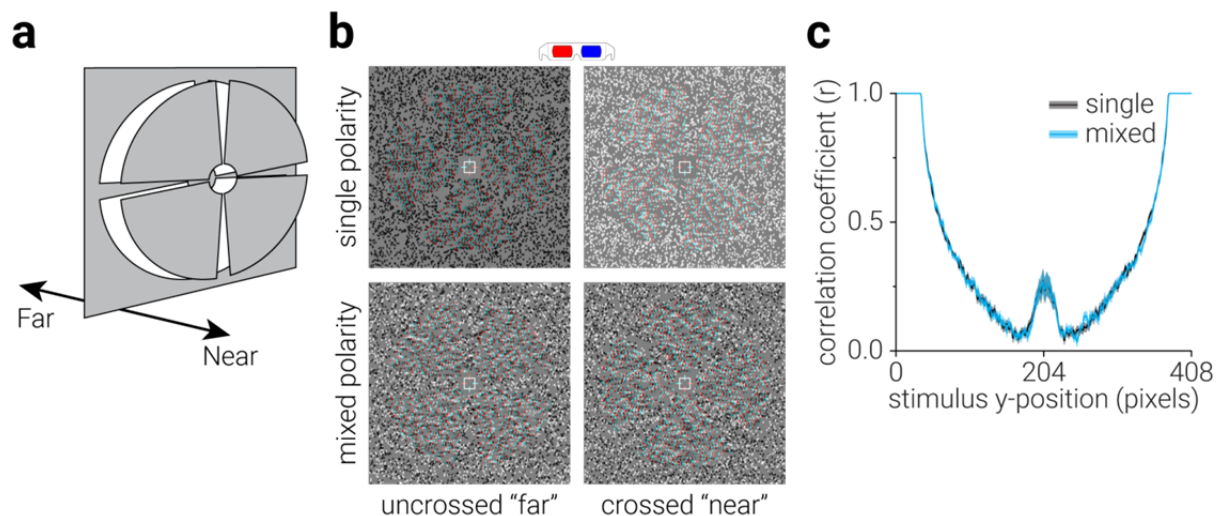 a
Far
Near
b
single polarity
mixed polarity
uncrossed "far"
crossed "near"
c
correlation coefficient (r)
1.0
0.5
0.0
single
mixed
0
204
408
stimulus y-position (pixels)